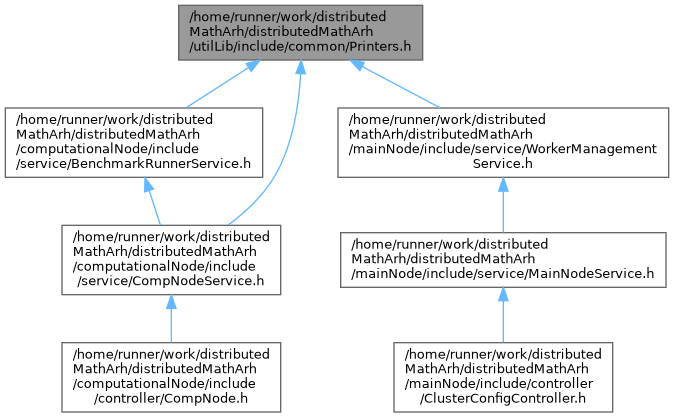 /home/runner/work/distributed
MathArh/distributedMathArh
/utilLib/include/common/Printers.h
/home/runner/work/distributed
MathArh/distributedMathArh
/computationalNode/include
/service/BenchmarkRunnerService.h
/home/runner/work/distributed
MathArh/distributedMathArh
/mainNode/include/service/WorkerManagement
Service.h
/home/runner/work/distributed
MathArh/distributedMathArh
/computationalNode/include
/service/CompNodeService.h
/home/runner/work/distributed
MathArh/distributedMathArh
/mainNode/include/service/MainNodeService.h
/home/runner/work/distributed
MathArh/distributedMathArh
/computationalNode/include
/controller/CompNode.h
/home/runner/work/distributed
MathArh/distributedMathArh
/mainNode/include/controller
/ClusterConfigController.h